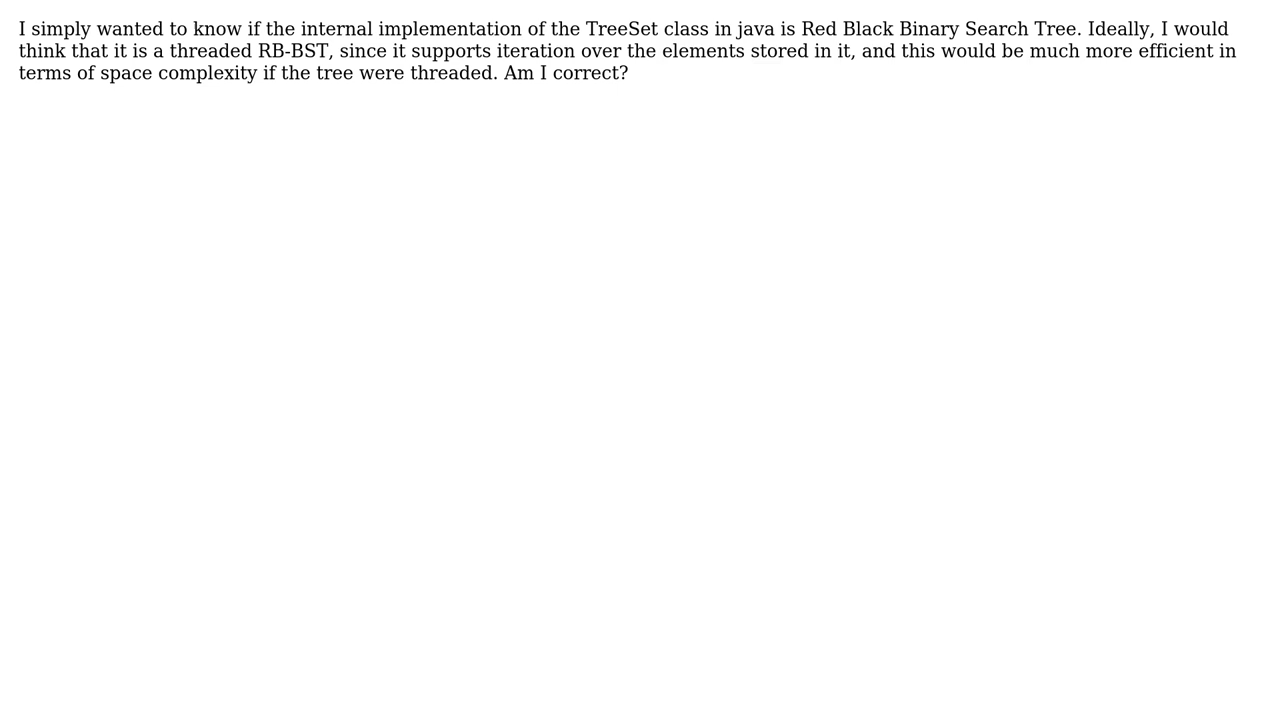 I simply wanted to know if the internal implementation of the TreeSet class in java is Red Black Binary Search Tree. Ideally, I would
think that it is a threaded RB-BST, since it supports iteration over the elements stored in it, and this would be much more efficient in
terms of space complexity if the tree were threaded. Am I correct?